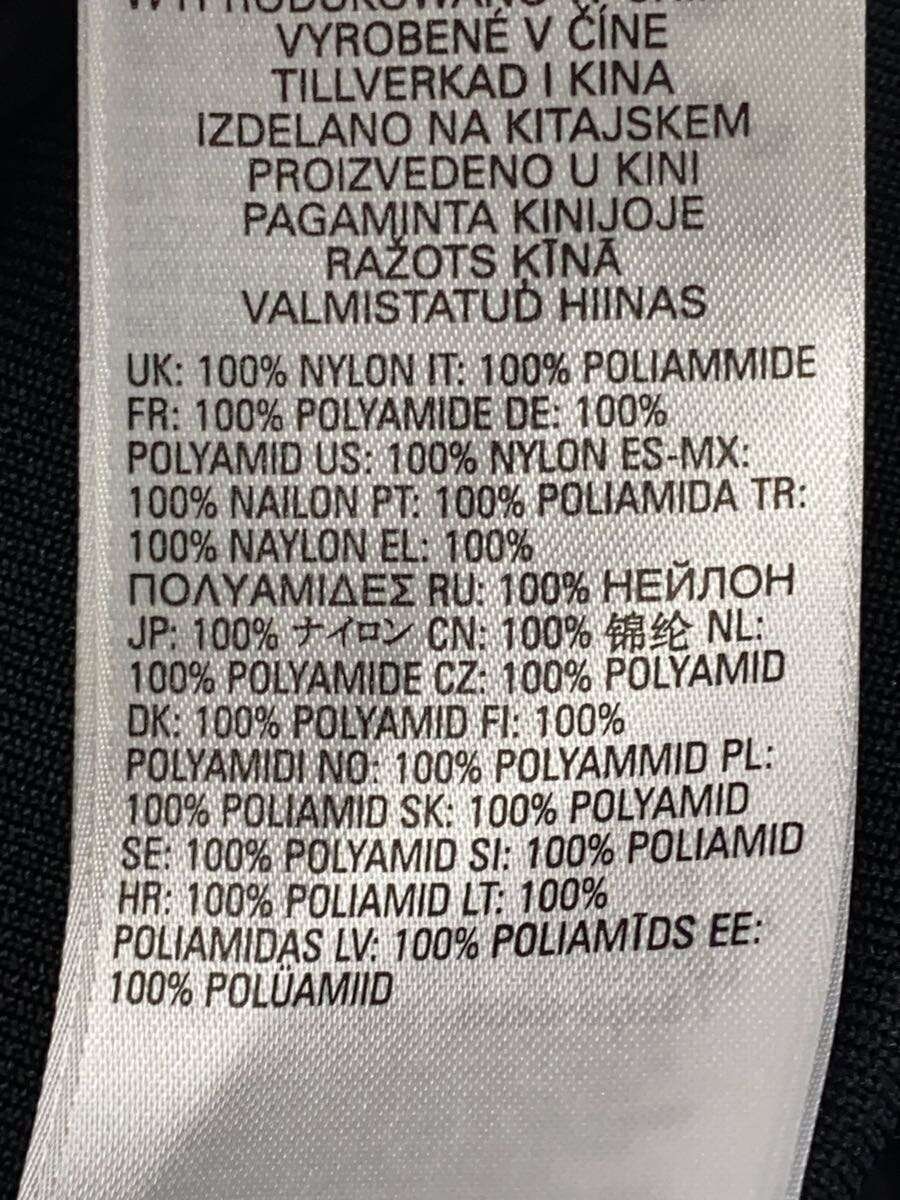 VYROBENÉ V ČÍNE
TILLVERKAD I KINA
IZDELANO NA KITAJSKEM
PROIZVEDENO U KINI
PAGAMINTA KINIJOJE
RAŽOTS ĶĪNĀ
VALMISTATUD HIINAS
UK: 100% NYLON IT: 100% POLIAMMIDE
FR: 100% POLYAMIDE DE: 100%
POLYAMID US: 100% NYLON ES-MX:
100% NAILON PT: 100% POLIAMIDA TR:
100% NAYLON EL: 100%
ΠΟΛΥΑΜΙΔΕΣ RU: 100% НЕЙЛОН
JP: 100% ナイロン CN: 100% 锦纶 NL:
100% POLYAMIDE CZ: 100% POLYAMID
DK: 100% POLYAMID FI: 100%
POLYAMIDI NO: 100% POLYAMMID PL:
100% POLIAMID SK: 100% POLYAMID
SE: 100% POLYAMID SI: 100% POLIAMID
HR: 100% POLIAMID LT: 100%
POLIAMIDAS LV: 100% POLIAMĪDS EE:
100% POLÜAMIID